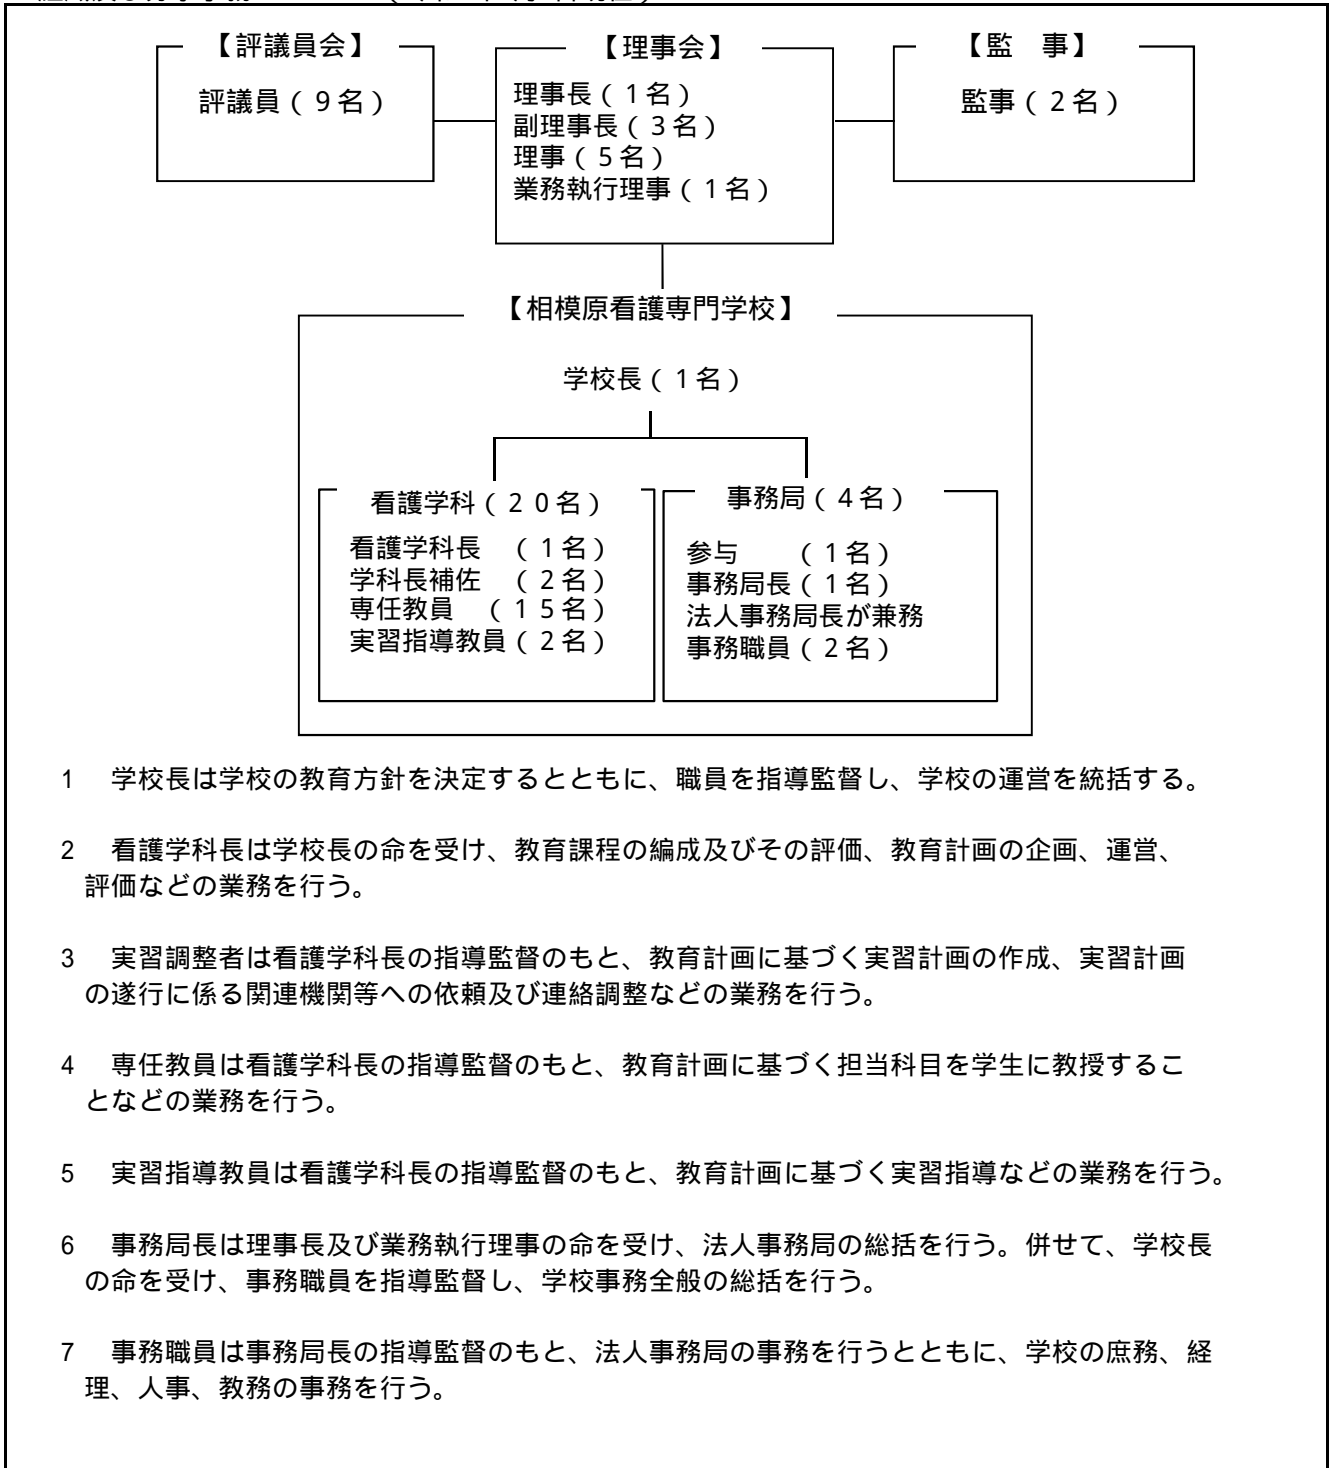 【評議員会】
評議員（９名）
【理事会】
理事長（１名）
副理事長（３名）
理事（５名）
業務執行理事（１名）
【監　事】
監事（２名）
【相模原看護専門学校】
学校長（１名）
看護学科（２０名）
看護学科長　（１名）
学科長補佐　（２名）
専任教員　（１５名）
実習指導教員（２名）
事務局（４名）
参与　　（１名）
事務局長（１名）
法人事務局長が兼務
事務職員（２名）
1　学校長は学校の教育方針を決定するとともに、職員を指導監督し、学校の運営を統括する。
2　看護学科長は学校長の命を受け、教育課程の編成及びその評価、教育計画の企画、運営、
評価などの業務を行う。
3　実習調整者は看護学科長の指導監督のもと、教育計画に基づく実習計画の作成、実習計画
の遂行に係る関連機関等への依頼及び連絡調整などの業務を行う。
4　専任教員は看護学科長の指導監督のもと、教育計画に基づく担当科目を学生に教授するこ
となどの業務を行う。
5　実習指導教員は看護学科長の指導監督のもと、教育計画に基づく実習指導などの業務を行う。
6　事務局長は理事長及び業務執行理事の命を受け、法人事務局の総括を行う。併せて、学校長
の命を受け、事務職員を指導監督し、学校事務全般の総括を行う。
7　事務職員は事務局長の指導監督のもと、法人事務局の事務を行うとともに、学校の庶務、経
理、人事、教務の事務を行う。